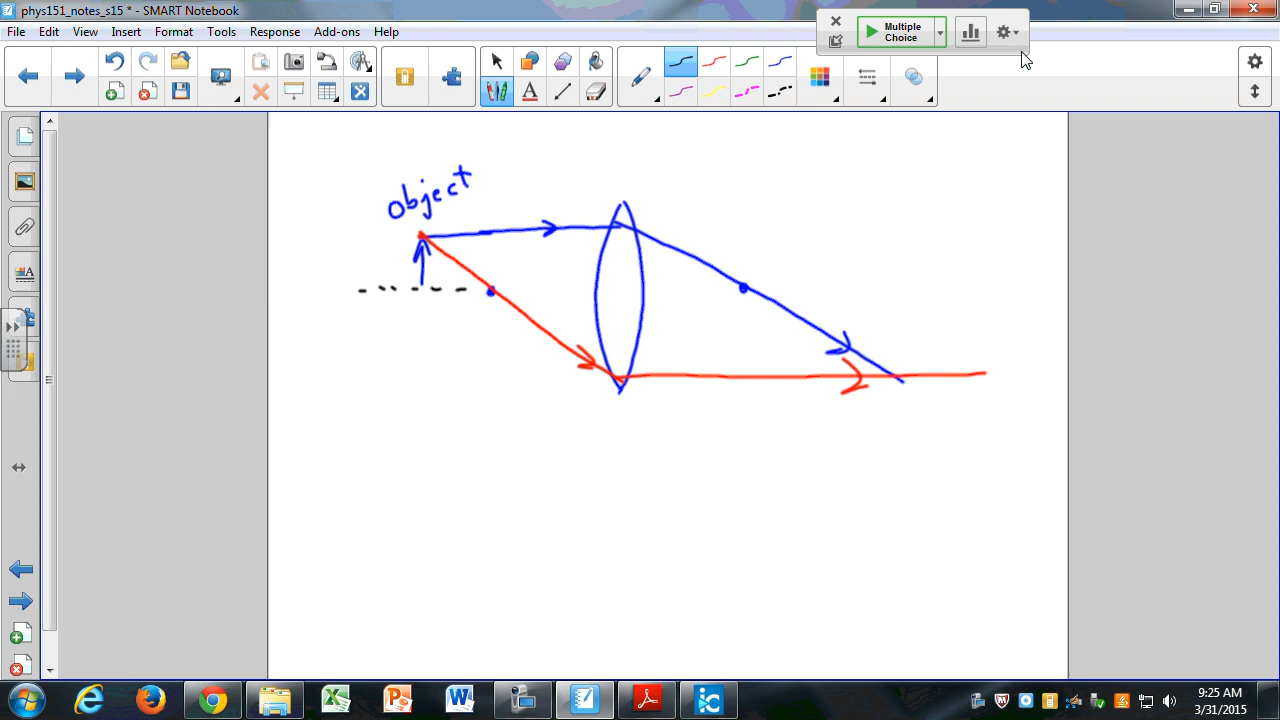 phys151_notes_s15 * - SMART Notebook
File Edit View Insert Format Tools Response Add-ons Help
Multiple
Choice
object
9:25 AM
3/31/2015